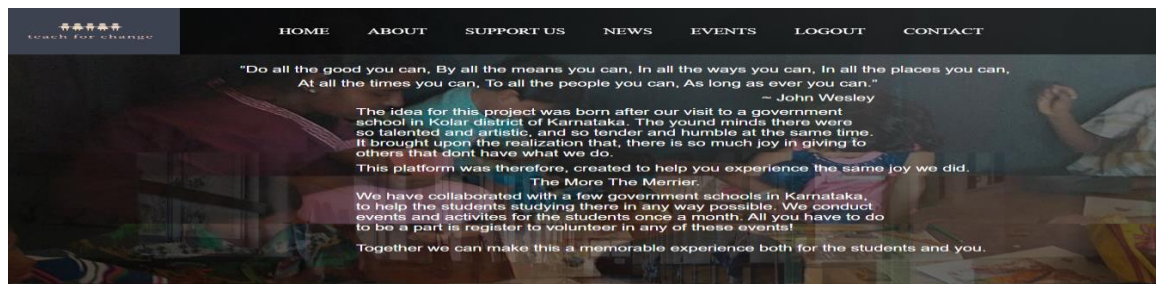 teach for change
HOME ABOUT SUPPORT US NEWS EVENTS LOGOUT CONTACT
"Do all the good you can, By all the means you can, In all the ways you can, In all the places you can,
At all the times you can, To all the people you can, As long as ever you can."
~ John Wesley
The idea for this project was born after our visit to a government
school in Kolar district of Karnataka. The yound minds there were
so talented and artistic, and so tender and humble at the same time.
It brought upon the realization that, there is so much joy in giving to
others that dont have what we do.
This platform was therefore, created to help you experience the same joy we did.
The More The Merrier.
We have collaborated with a few government schools in Karnataka,
to help the students studying there in any way possible. We conduct
events and activites for the students once a month. All you have to do
to be a part is register to volunteer in any of these events!
Together we can make this a memorable experience both for the students and you.